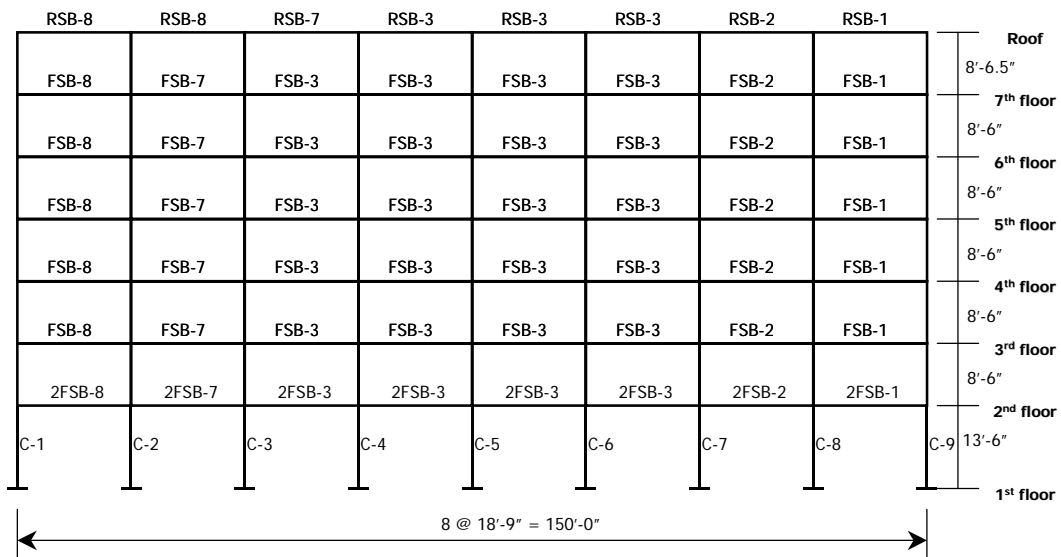 RSB-8 RSB-8 RSB-7 RSB-3 RSB-3 RSB-3 RSB-2 RSB-1
Roof
8'-6.5"
FSB-8 FSB-7 FSB-3 FSB-3 FSB-3 FSB-3 FSB-2 FSB-1
7th floor
8'-6"
FSB-8 FSB-7 FSB-3 FSB-3 FSB-3 FSB-3 FSB-2 FSB-1
6th floor
8'-6"
FSB-8 FSB-7 FSB-3 FSB-3 FSB-3 FSB-3 FSB-2 FSB-1
5th floor
8'-6"
FSB-8 FSB-7 FSB-3 FSB-3 FSB-3 FSB-3 FSB-2 FSB-1
4th floor
8'-6"
FSB-8 FSB-7 FSB-3 FSB-3 FSB-3 FSB-3 FSB-2 FSB-1
3rd floor
8'-6"
2FSB-8 2FSB-7 2FSB-3 2FSB-3 2FSB-3 2FSB-3 2FSB-2 2FSB-1
2nd floor
C-1 C-2 C-3 C-4 C-5 C-6 C-7 C-8 C-9 13'-6"
1st floor
8 @ 18'-9" = 150'-0"